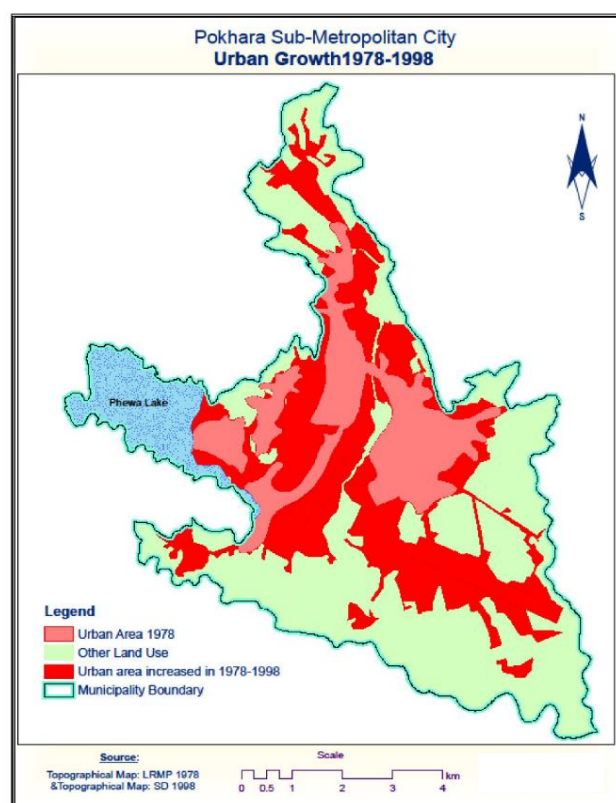 Pokhara Sub-Metropolitan City
Urban Growth1978-1998
N
S
Phewa Lake
Legend
Urban Area 1978
Other Land Use
Urban area increased in 1978-1998
Municipality Boundary
Source:
Topographical Map: LRMP 1978
&Topographical Map: SD 1998
Scale
km
0 0.5 1 2 3 4